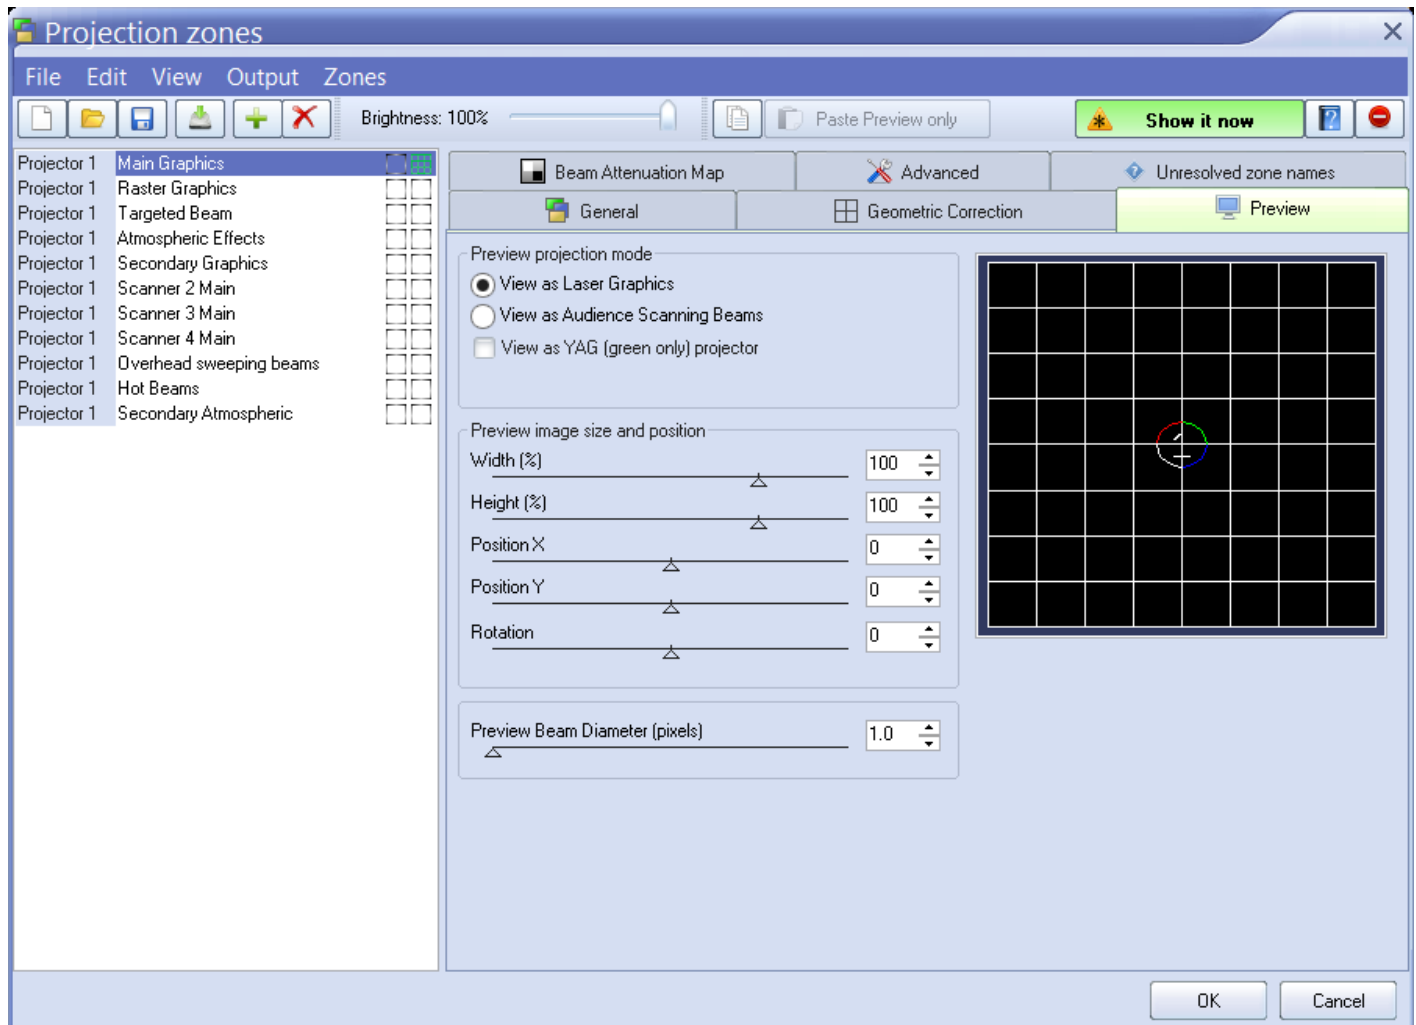 Projection zones
File Edit View Output Zones
Brightness: 100%
Paste Preview only
Show it now
Projector 1 Main Graphics
Projector 1 Raster Graphics
Projector 1 Targeted Beam
Projector 1 Atmospheric Effects
Projector 1 Secondary Graphics
Projector 1 Scanner 2 Main
Projector 1 Scanner 3 Main
Projector 1 Scanner 4 Main
Projector 1 Overhead sweeping beams
Projector 1 Hot Beams
Projector 1 Secondary Atmospheric
Beam Attenuation Map Advanced Unresolved zone names
General Geometric Correction Preview
Preview projection mode
View as Laser Graphics
View as Audience Scanning Beams
View as YAG (green only) projector
Preview image size and position
Width (%) 100
Height (%) 100
Position X 0
Position Y 0
Rotation 0
Preview Beam Diameter (pixels) 1.0
1
OK Cancel